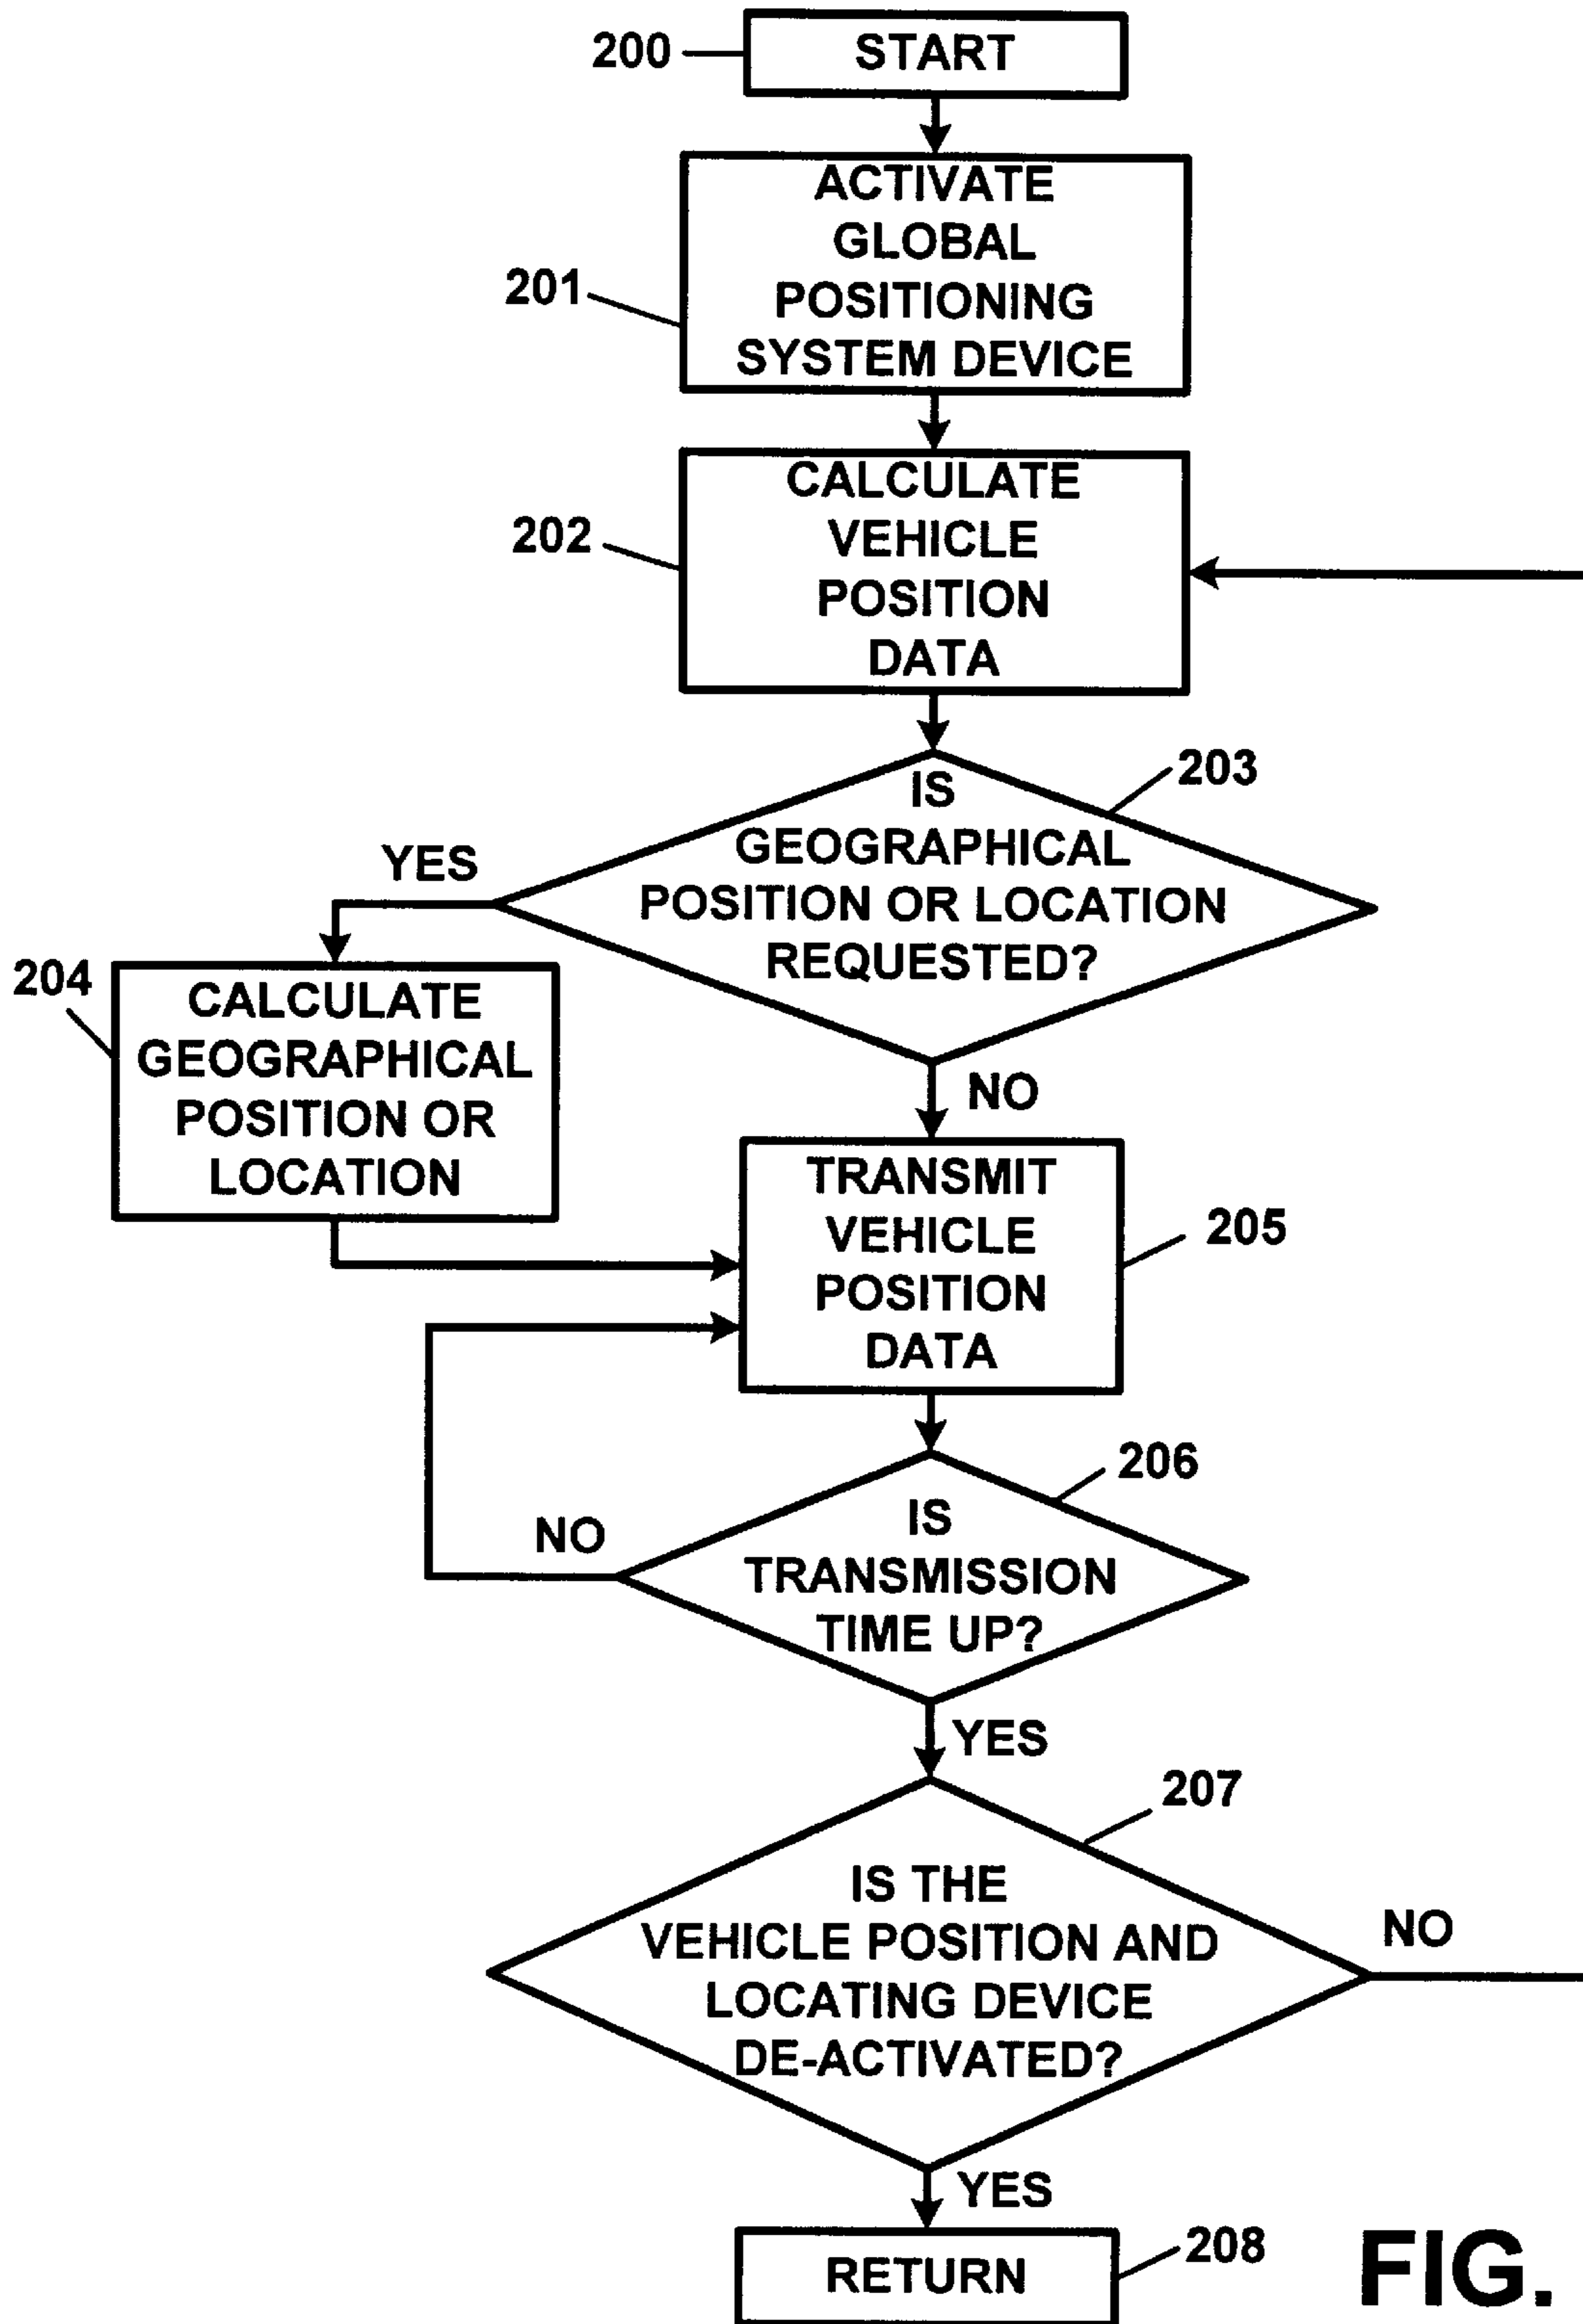 200
START
ACTIVATE
GLOBAL
POSITIONING
SYSTEM DEVICE
201
CALCULATE
VEHICLE
POSITION
DATA
202
IS
GEOGRAPHICAL
POSITION OR LOCATION
REQUESTED?
203
YES
204
CALCULATE
GEOGRAPHICAL
POSITION OR
LOCATION
NO
TRANSMIT
VEHICLE
POSITION
DATA
205
206
IS
TRANSMISSION
TIME UP?
NO
YES
207
IS THE
VEHICLE POSITION AND
LOCATING DEVICE
DE-ACTIVATED?
NO
YES
RETURN
208
FIG.